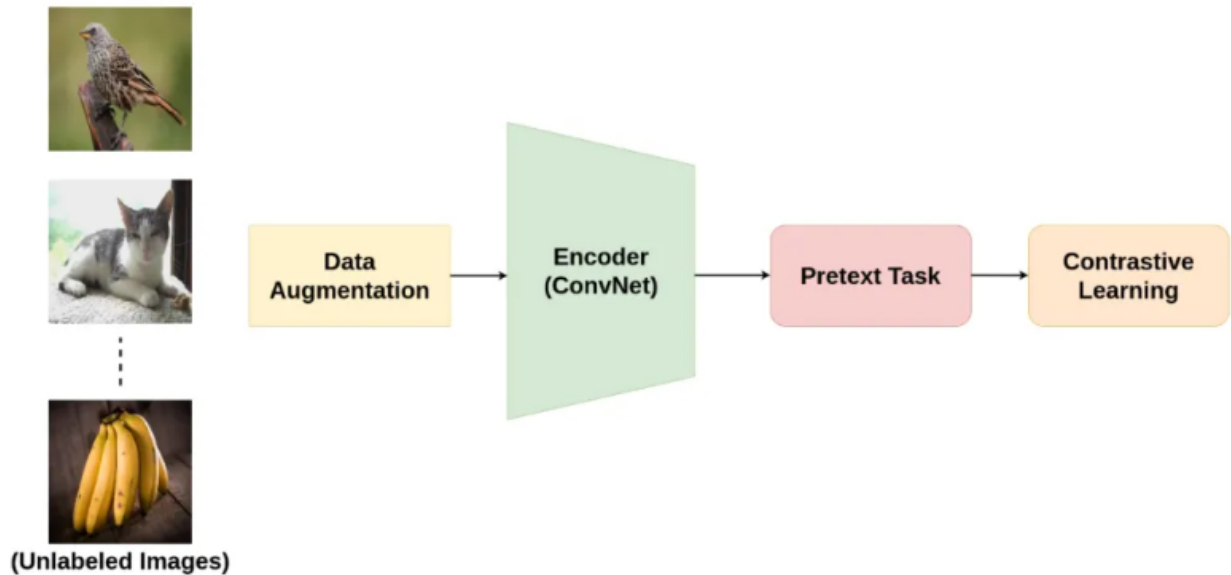 Data
Augmentation
Encoder
(ConvNet)
Pretext Task
Contrastive
Learning
(Unlabeled Images)